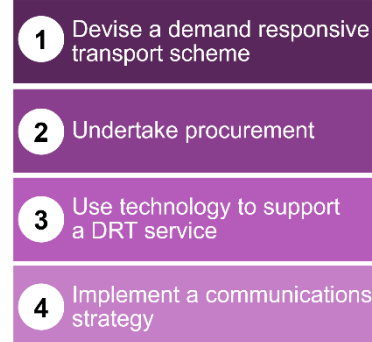 1 Devise a demand responsive
transport scheme
2 Undertake procurement
3 Use technology to support
a DRT service
4 Implement a communications
strategy